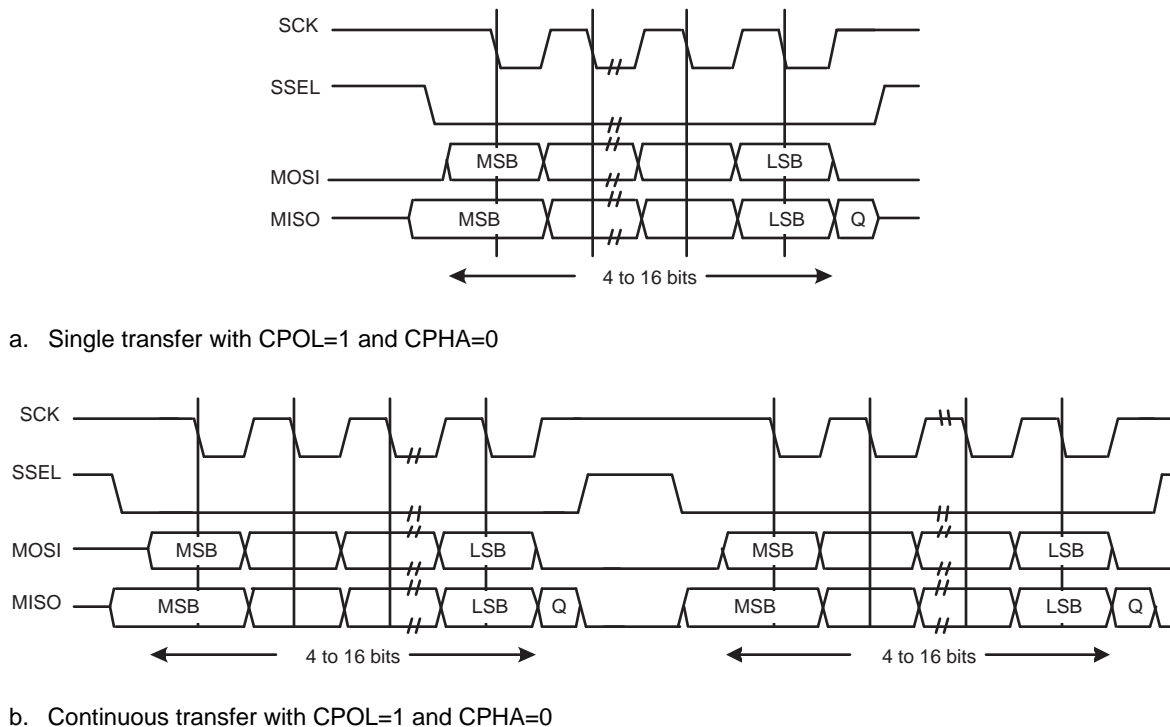 SCK
SSEL
MOSI
MSB
LSB
MISO
MSB
LSB
Q
4 to 16 bits
a. Single transfer with CPOL=1 and CPHA=0
SCK
SSEL
MOSI
MSB
LSB
MSB
LSB
MISO
MSB
LSB
Q
MSB
LSB
Q
4 to 16 bits
4 to 16 bits
b. Continuous transfer with CPOL=1 and CPHA=0